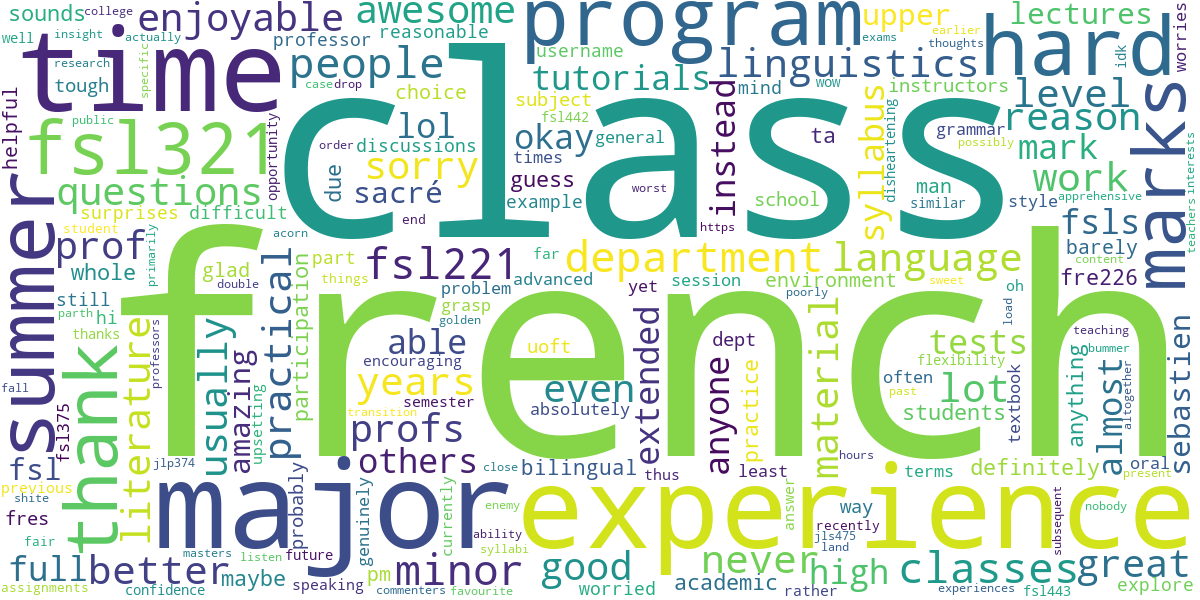 sounds
college
enjoyable
awesome
program
upper
lectures
well
insight
actually
professor
reasonable
username
earlier
thoughts
hard
idk
worries
time
research
people
linguistics
exams
tough
specific
case
drop
choice
tutorials
mind
wow
instructors
level
helpful
public
class
subject
fsl442
syllabus
disheartening
grammar
reason
marks
fsl321
opportunity
lol
okay
general
instead
ta
possibly
mark
interests
order
discussions
times
sorry
due
sacré
guess
worst
school
man
similar
style
work
apprehensive
teachers
summer
questions
example
surprises
difficult
end
https
fsls
student
acorn
prof
practical
part
fsl221
far
department
language
barely
content
primarily
whole
glad
double
things
problem
advanced
yet
session
environment
oh
fre226
still
french
grasp
parth
hi
participation
golden
load
thanks
literature
usually
able
extended
dept
material
tests
teaching
thank
professors
amazing
encouraging
uoft
anyone
practice
flexibility
bummer
sebastien
fall
upsetting
years
even
often
lot
textbook
anything
almost
altogether
fsl375
semester
transition
absolutely
students
past
profs
fsl
jlp374
others
close
bilingual
thus
least
terms
definitely
oral
previous
present
shite
major
experience
hours
answer
way
nobody
fres
probably
genuinely
currently
enemy
recently
subsequent
fair
ability
jls475
land
full
better
masters
listen
future
syllabi
good
never
classes
great
assignments
confidence
maybe
speaking
pm
minor
commenters
favourite
worried
academic
rather
high
experiences
fsl443
explore